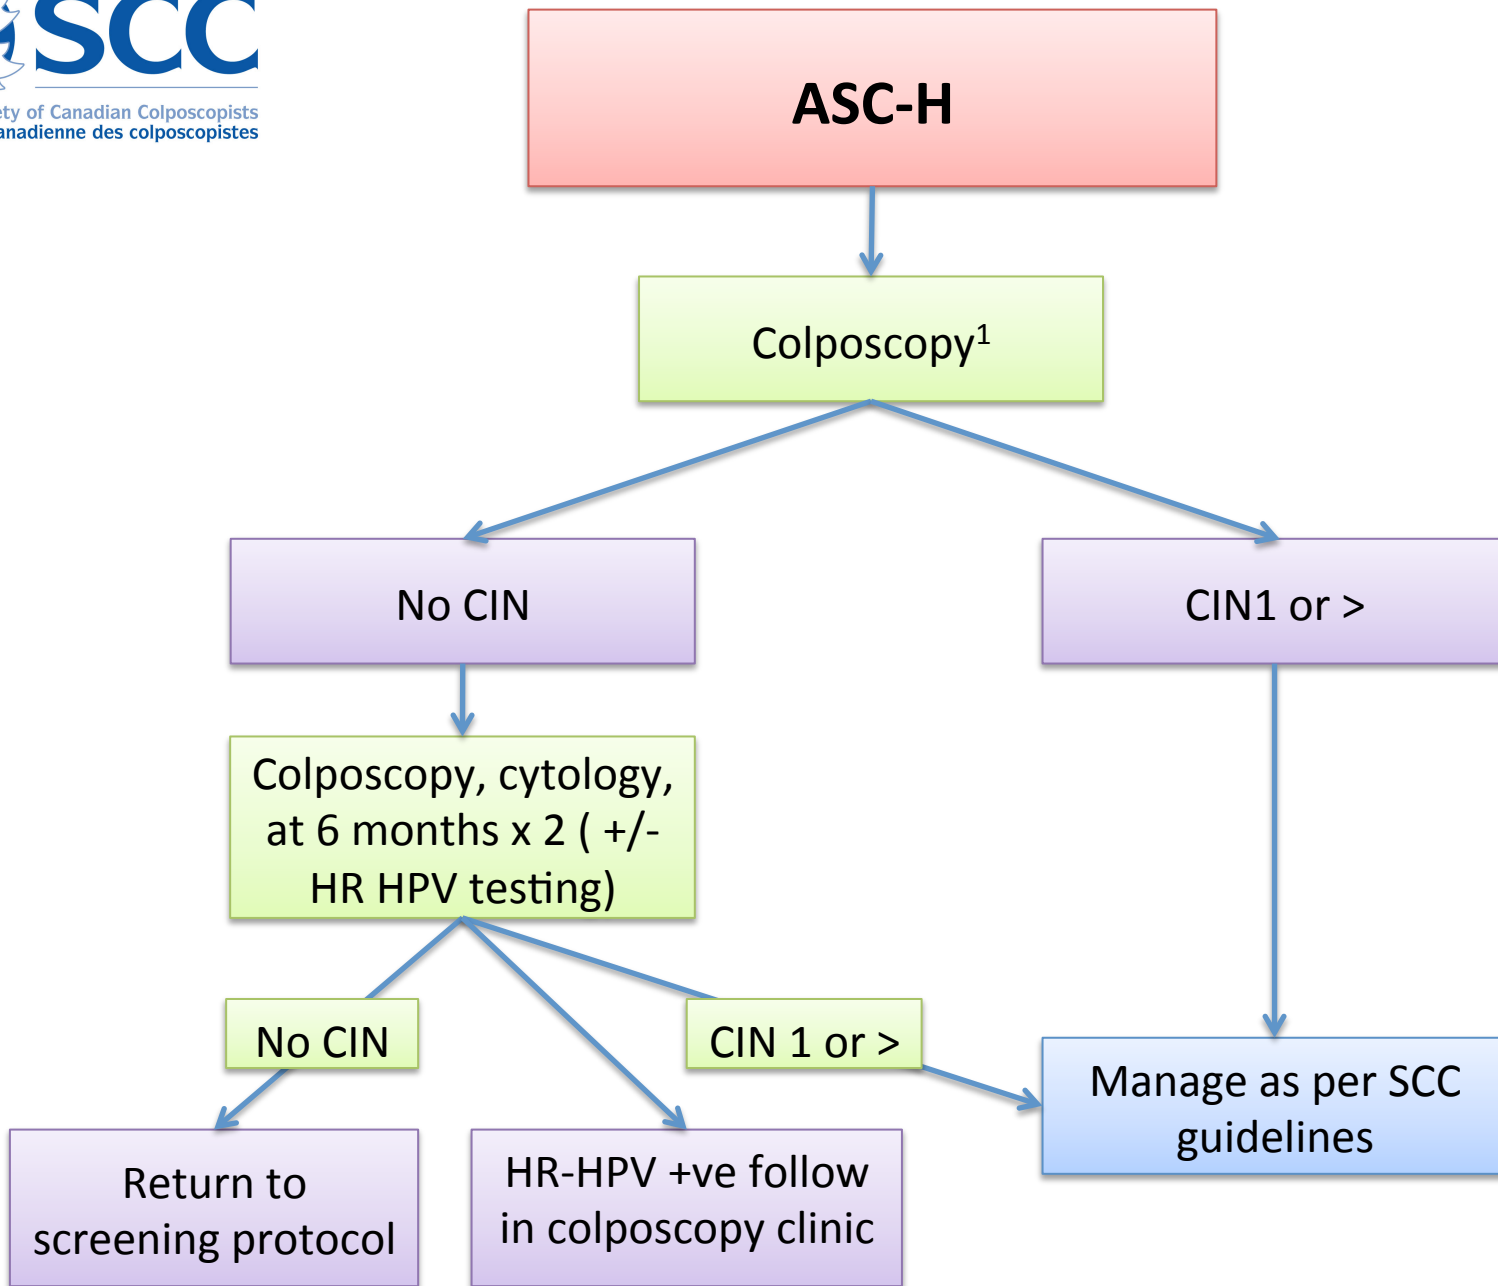 SCC
ety of Canadian Colposcopists
anadienne des colposcopistes
ASC-H
Colposcopy¹
No CIN
CIN1 or >
Colposcopy, cytology,
at 6 months x 2 ( +/-
HR HPV testing)
No CIN
CIN 1 or >
Manage as per SCC
guidelines
Return to
screening protocol
HR-HPV +ve follow
in colposcopy clinic